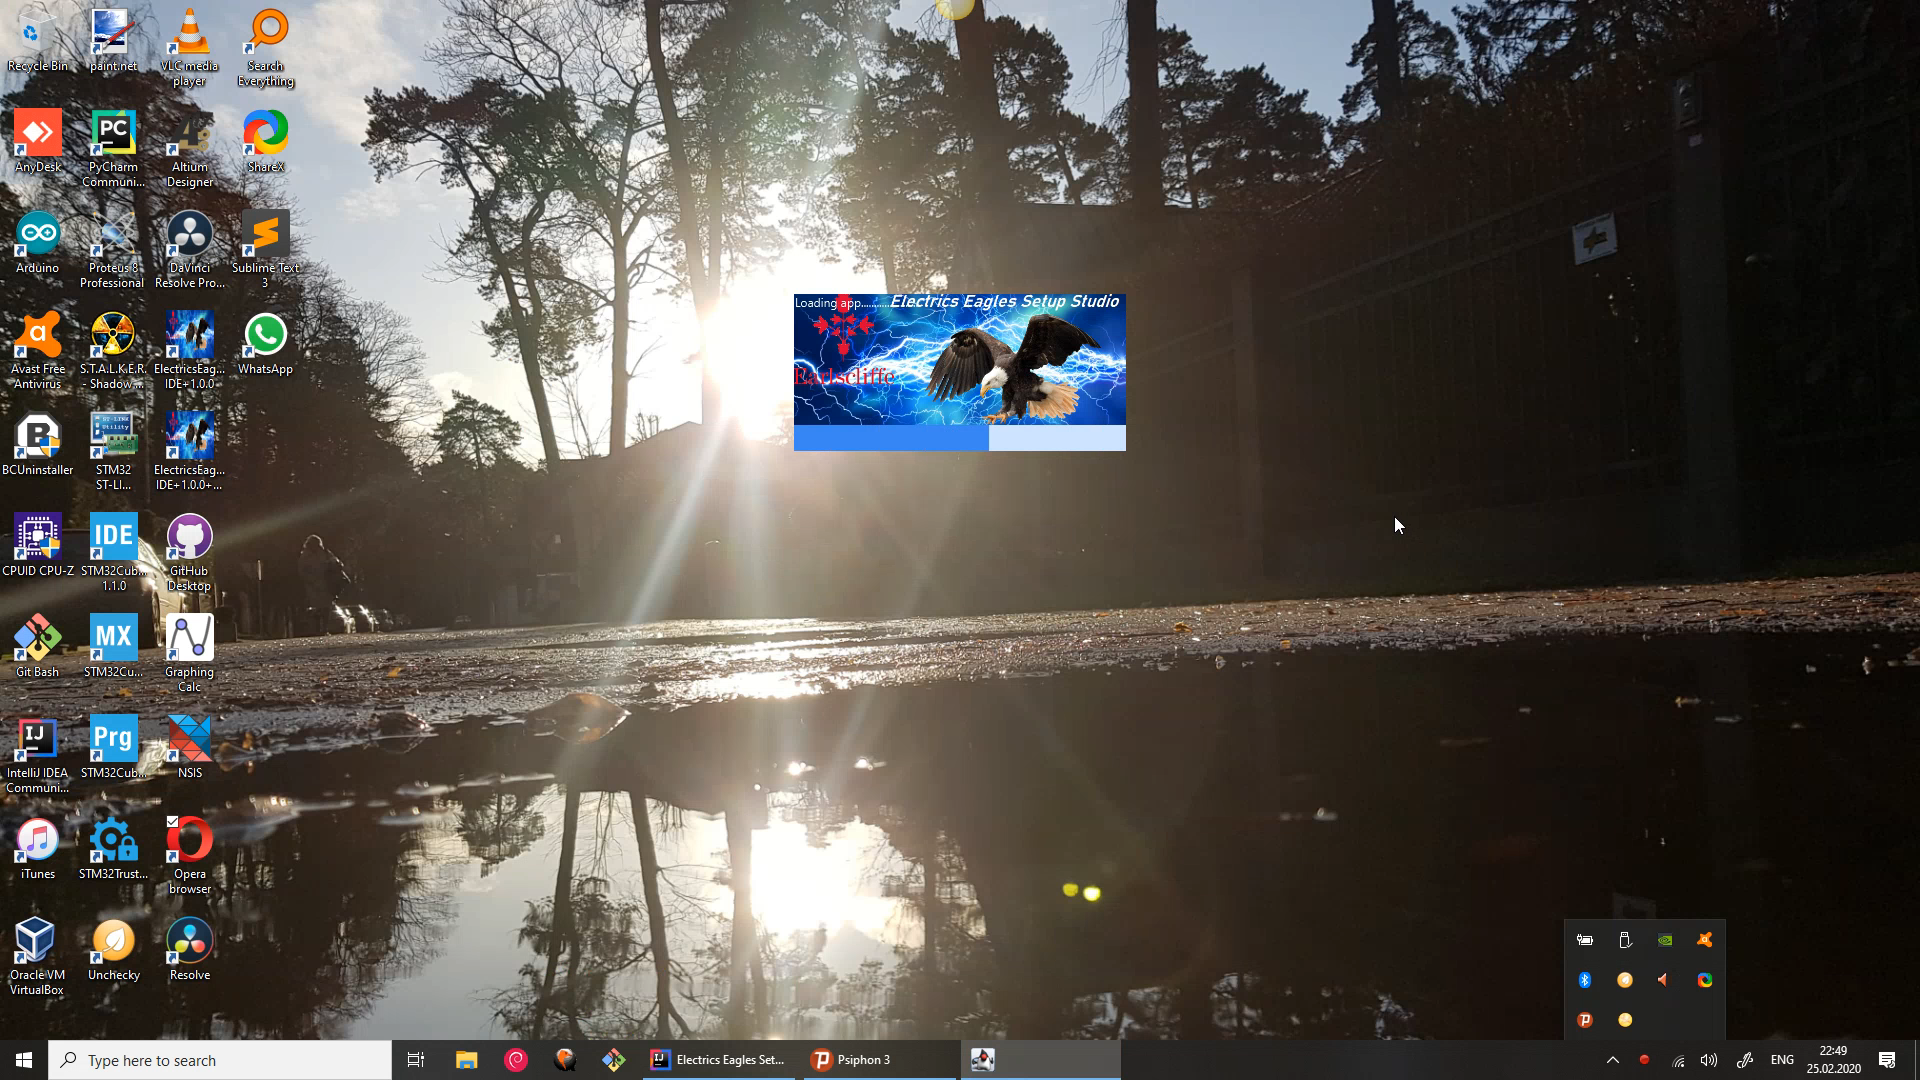 Recycle Bin
paint.net
VLC media
player
Search
Everything
AnyDesk
PC
PyCharm
Communi...
Altium
Designer
ShareX
Arduino
Proteus 8
Professional
DaVinci
Resolve Pro...
Sublime Text
3
Loading app............
Electrics Eagles Setup Studio
Earlscliffe
Avast Free
Antivirus
S.T.A.L.K.E.R.
- Shadow...
ElectricsEag...
IDE+1.0.0
WhatsApp
BCUninstaller
ST-LINK
Utility
STM32
ST-LI...
ElectricsEag...
IDE+1.0.0+...
CPUID CPU-Z
IDE
STM32Cub...
1.1.0
GitHub
Desktop
Git Bash
MX
STM32Cu...
Graphing
Calc
IJ
IntelliJ IDEA
Communi...
Prg
STM32Cub...
NSIS
iTunes
STM32Trust...
Opera
browser
Oracle VM
VirtualBox
Unchecky
Resolve
Type here to search
Electrics Eagles Set...
Psiphon 3
ENG
22:49
25.02.2020